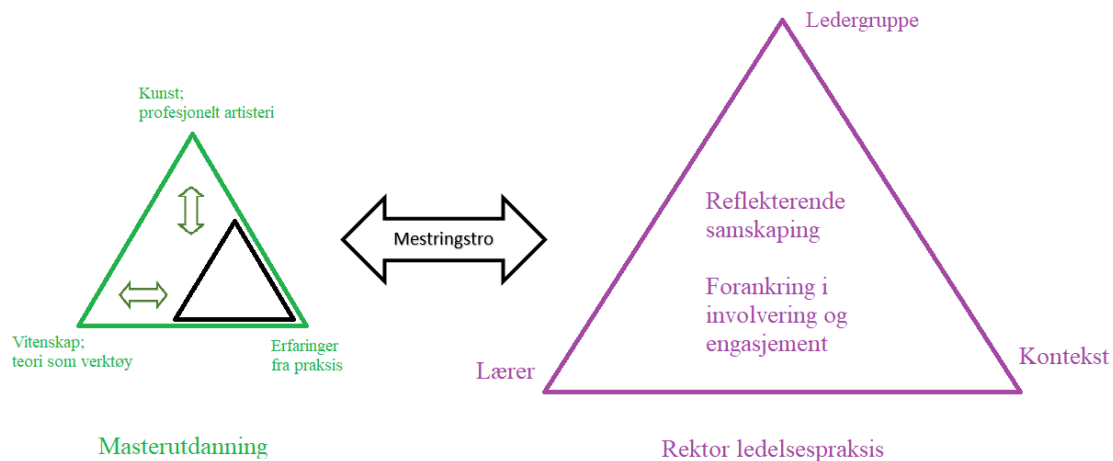 Kunst;
profesjonelt artisteri
Vitenskap;
teori som verktøy
Erfaringer
fra praksis
Masterutdanning
Mestringstro
Ledergruppe
Reflekterende
samskaping
Forankring i
involvering og
engasjement
Lærer
Kontekst
Rektor ledelsespraksis